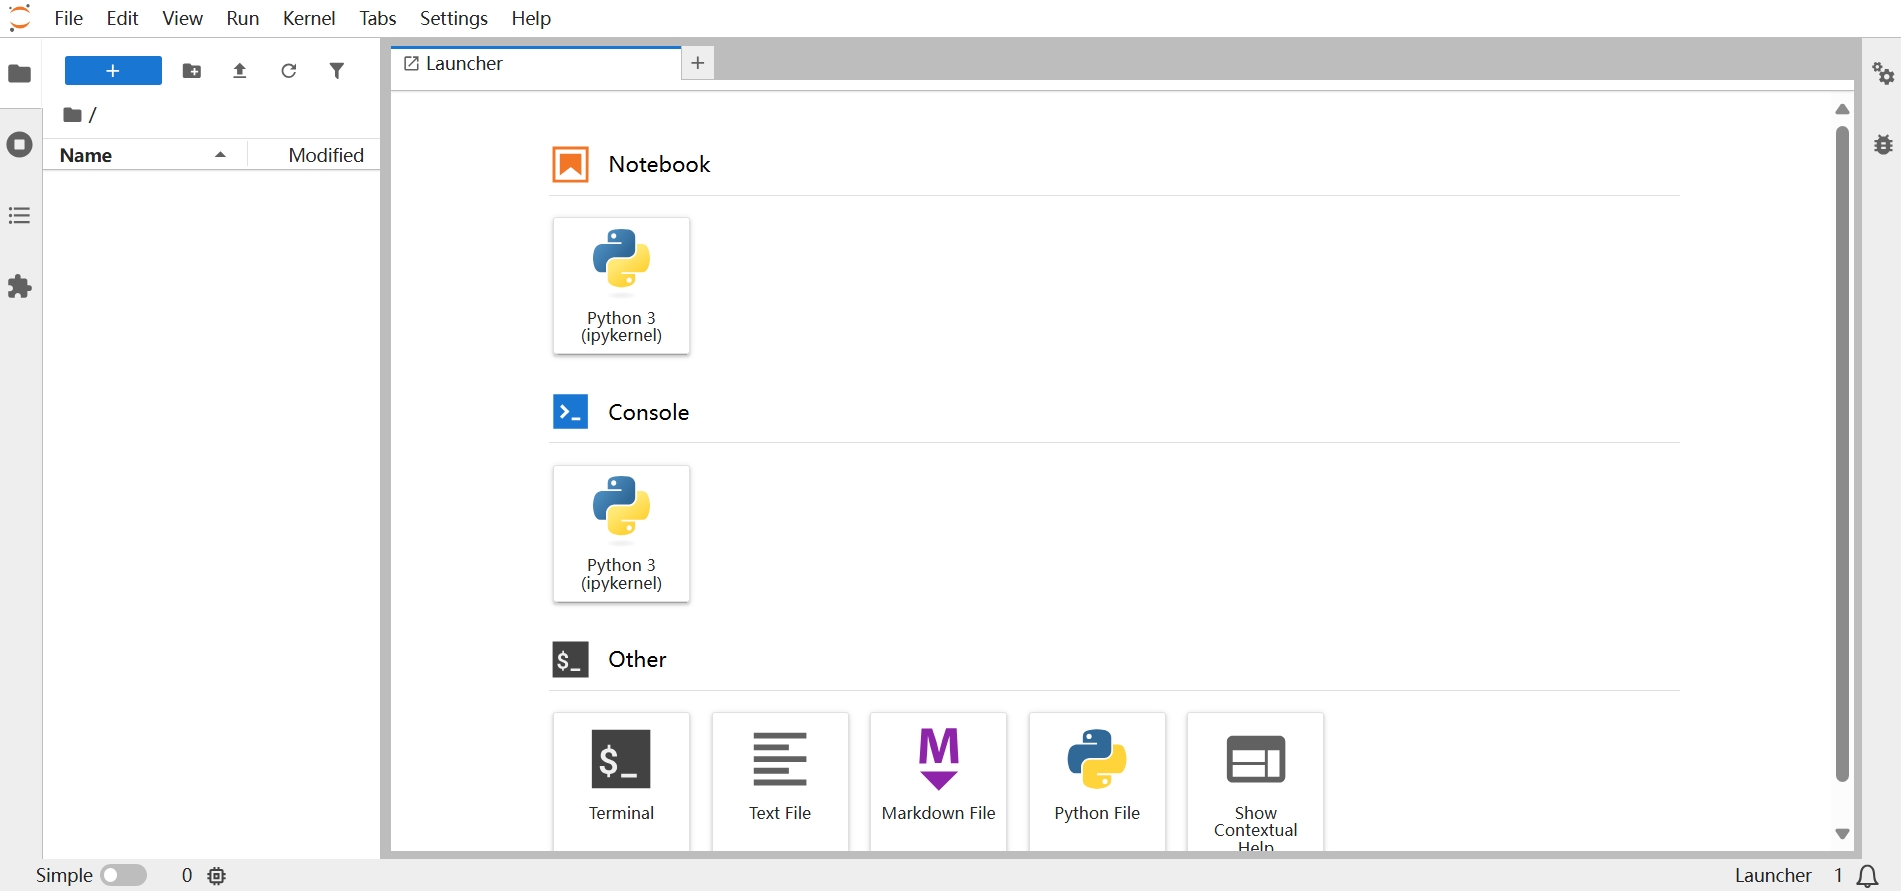 File Edit View Run Kernel Tabs Settings Help
+
Launcher
+
/
Name
Modified
Notebook
Python 3
(ipykernel)
>_ Console
Python 3
(ipykernel)
$_ Other
$_
Terminal
Text File
M
Markdown File
Python File
Show
Contextual
Help
Simple
0
Launcher
1